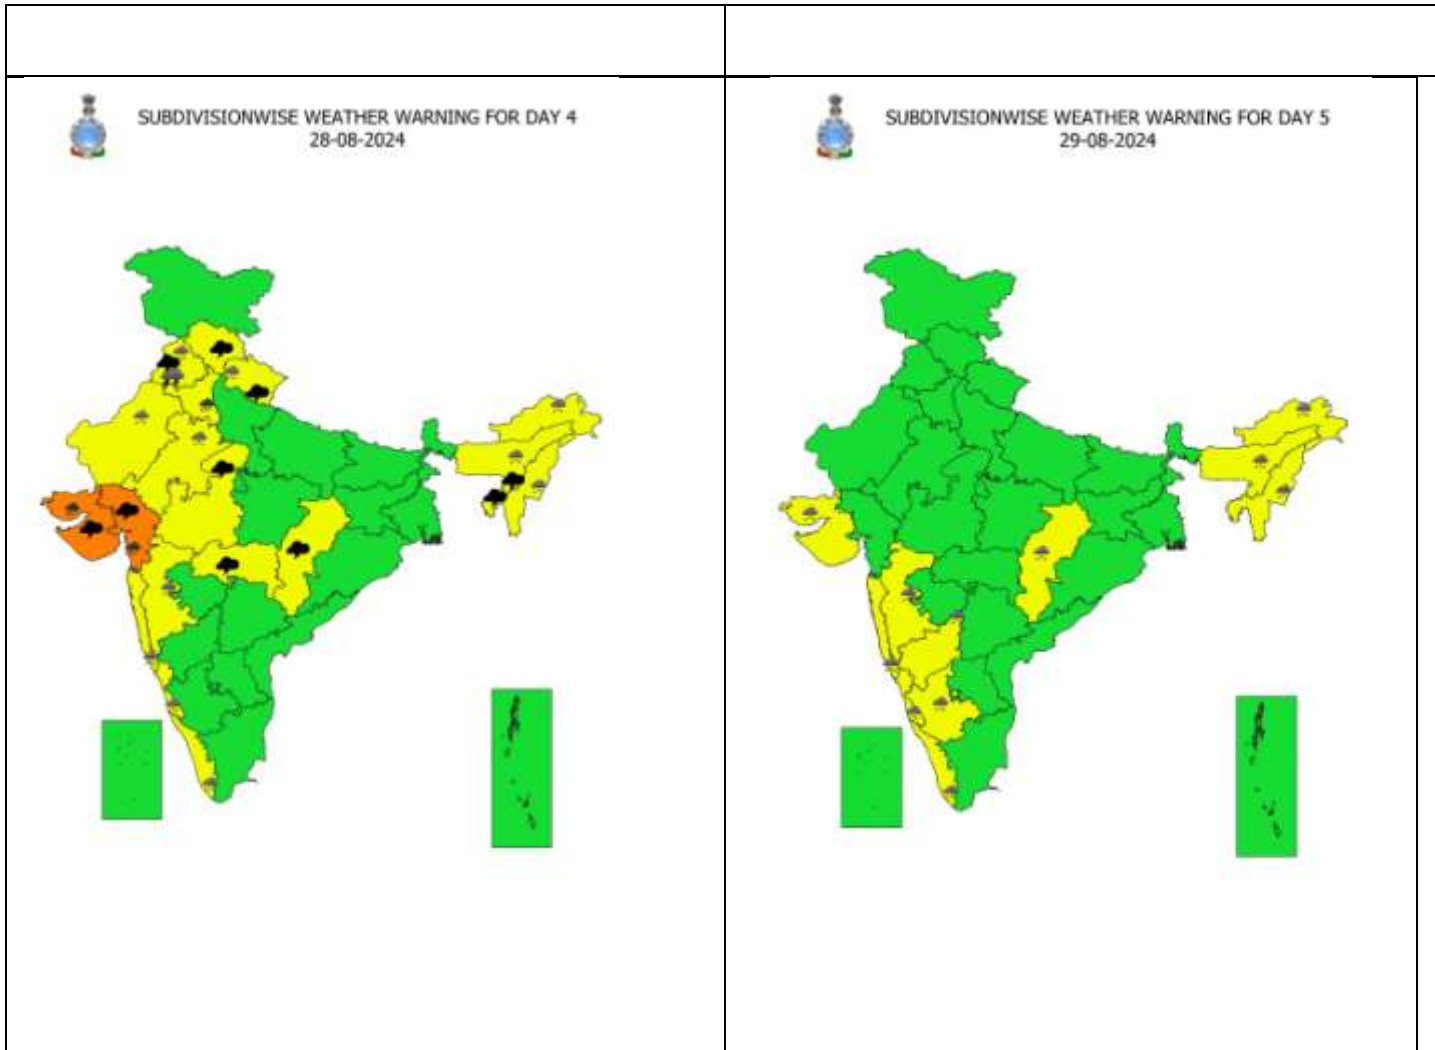 SUBDIVISIONWISE WEATHER WARNING FOR DAY 4
28-08-2024
SUBDIVISIONWISE WEATHER WARNING FOR DAY 5
29-08-2024